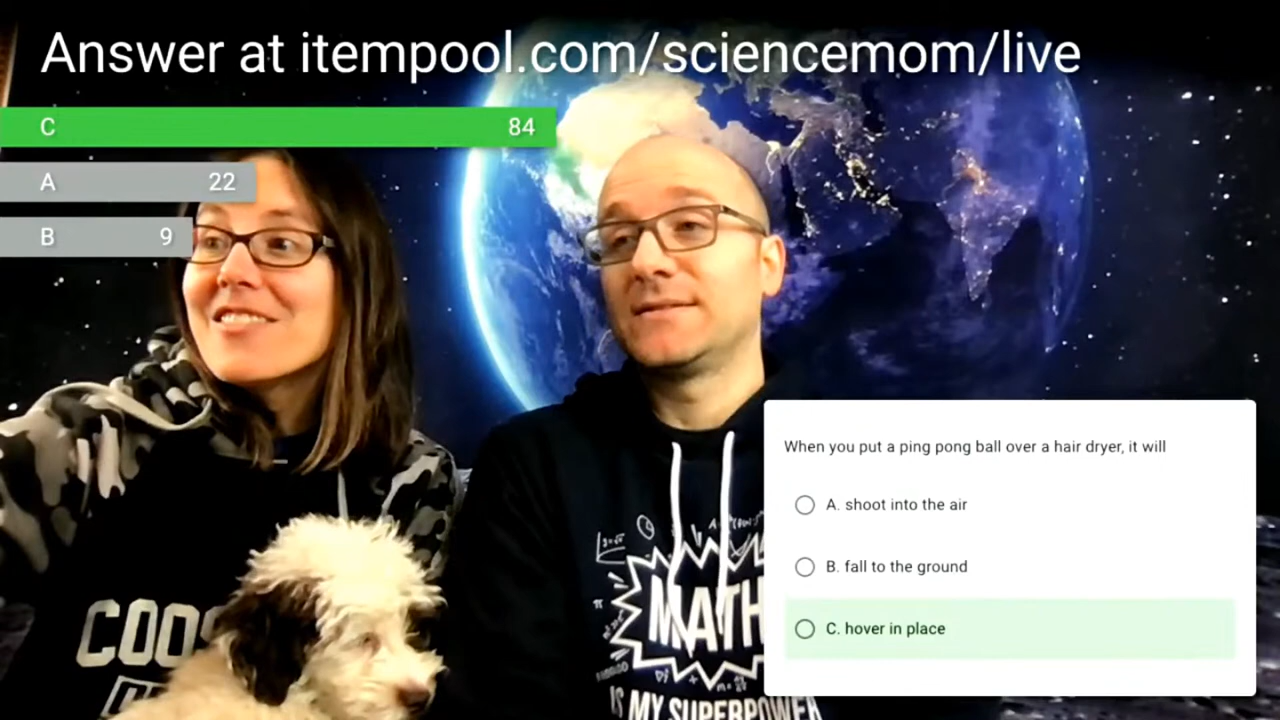 Answer at itempool.com/sciencemom/live
C 84
A 22
B 9
When you put a ping pong ball over a hair dryer, it will
A. shoot into the air
B. fall to the ground
C. hover in place
MATH
IS MY SUPERPOWER